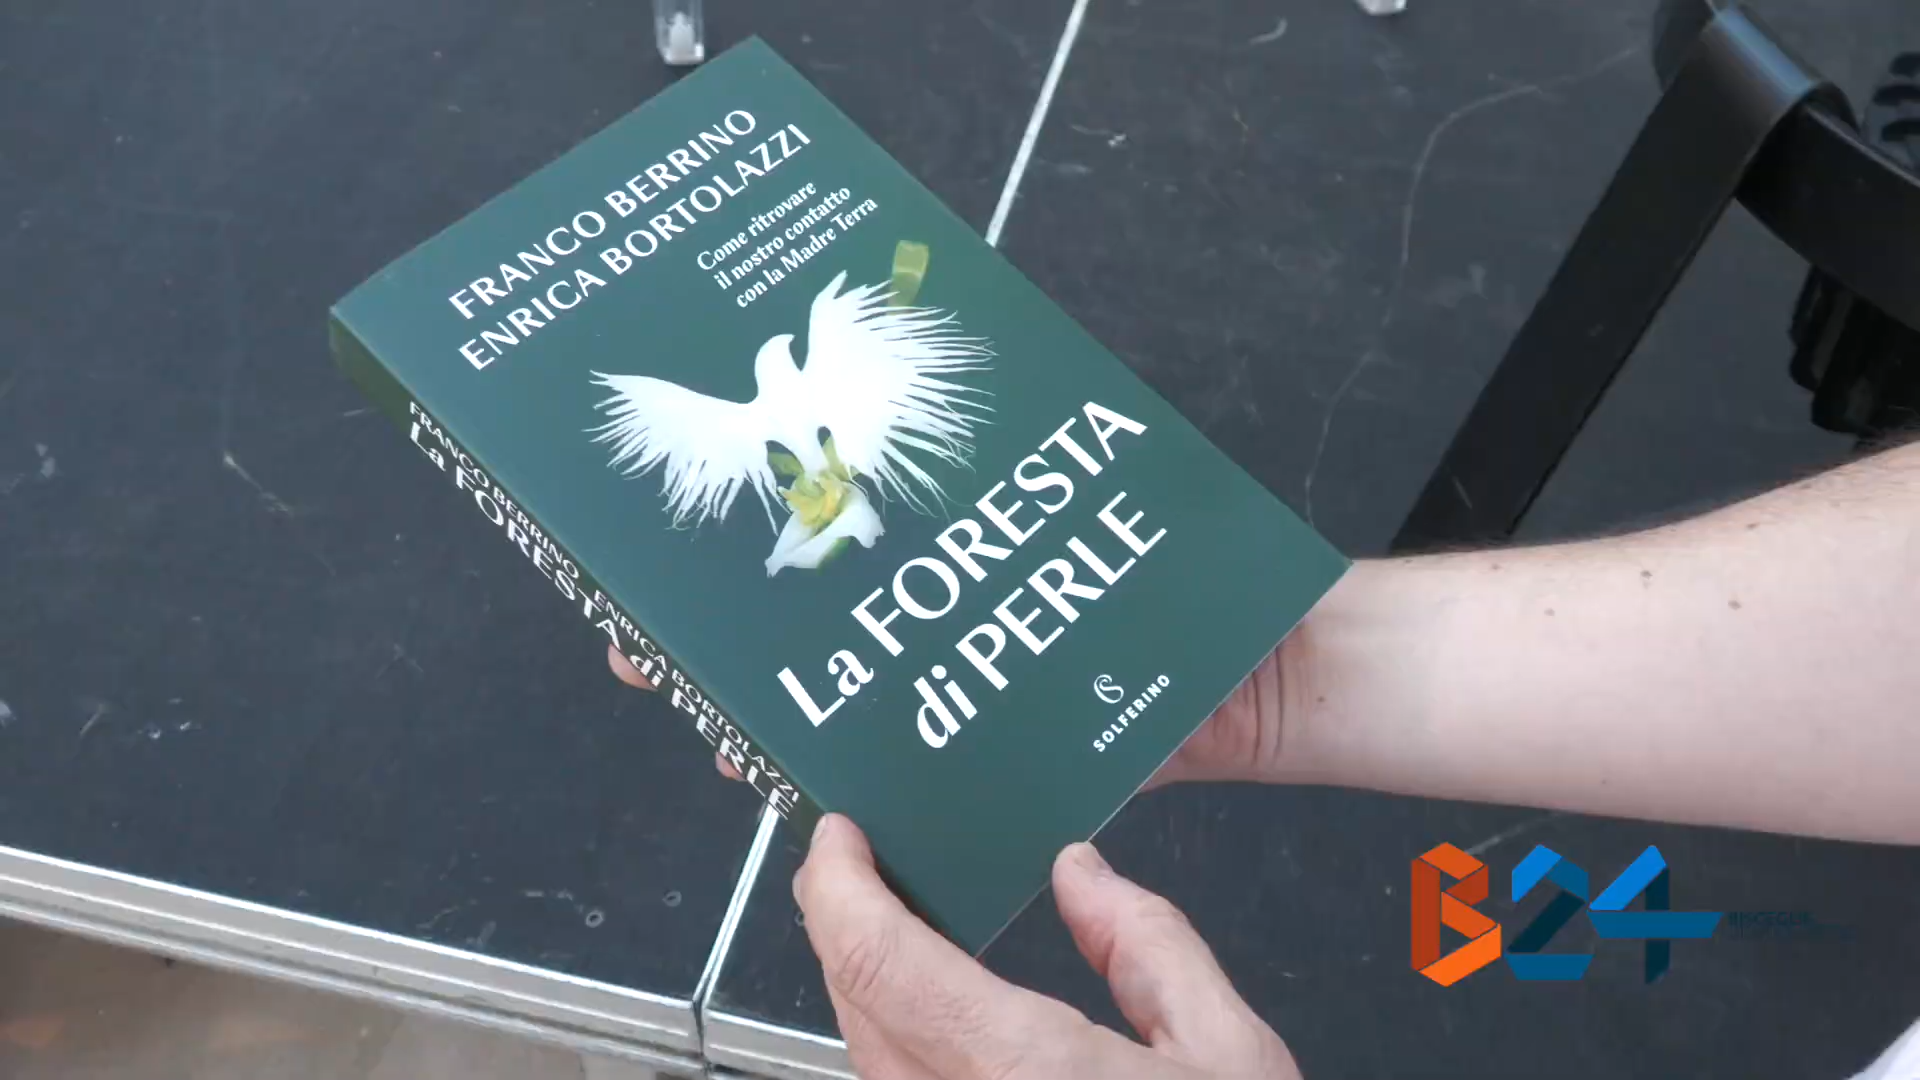 FRANCO BERRINO
ENRICA BORTOLAZZI
Come ritrovare
il nostro contatto
con la Madre Terra
La FORESTA
di PERLE
SOLFERINO
FRANCO BERRINO ENRICA BORTOLAZZI
La FORESTA di PERLE
B24
BISCEGLIE